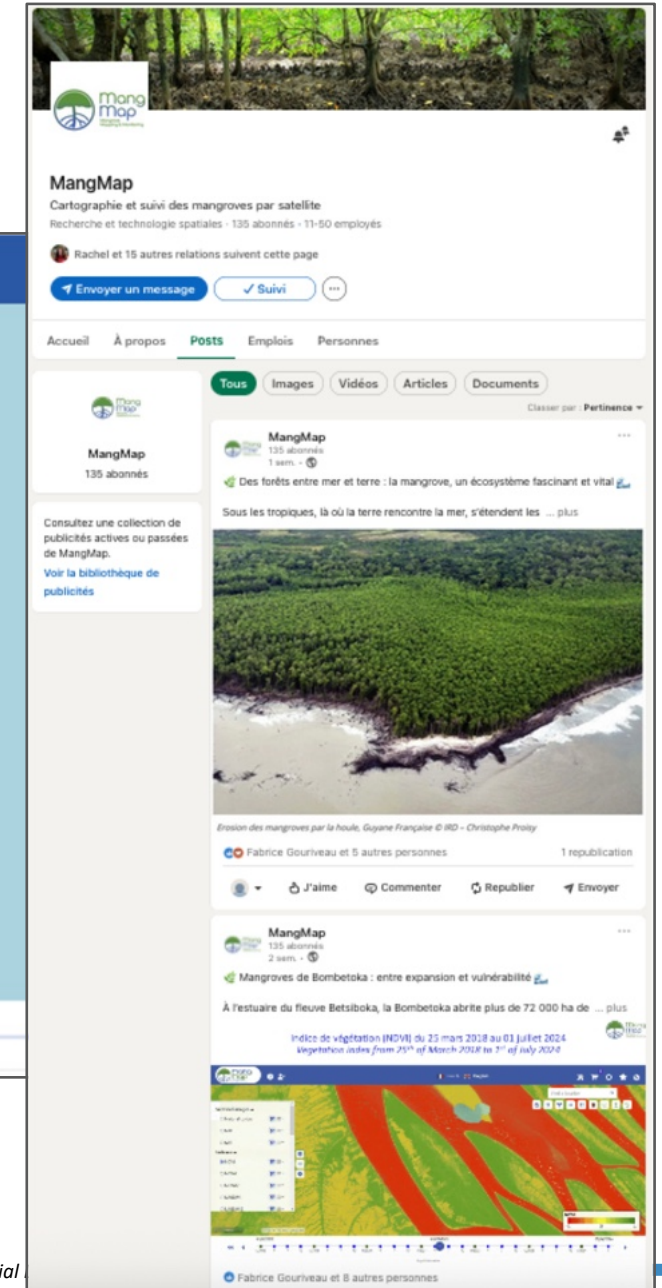 Mang
Map
MangMap
Cartographie et suivi des mangroves par satellite
Recherche et technologie spatiales · 135 abonnés · 11-50 employés
Rachel et 15 autres relations suivent cette page
Envoyer un message
✓ Suivi
Accueil
À propos
Posts
Emplois
Personnes
Tous
Images
Vidéos
Articles
Documents
Classer par : Pertinence
Mang
Map
MangMap
135 abonnés
Consultez une collection de
publicités actives ou passées
de MangMap.
Voir la bibliothèque de
publicités
MangMap
135 abonnés
1 sem. ·
Des forêts entre mer et terre : la mangrove, un écosystème fascinant et vital
Sous les tropiques, là où la terre rencontre la mer, s'étendent les ... plus
Erosion des mangroves par la houle, Guyane Française © IRD – Christophe Proisy
Fabrice Gouriveau et 5 autres personnes
1 republication
J'aime
Commenter
Republier
Envoyer
MangMap
135 abonnés
2 sem. ·
Mangroves de Bombetoka : entre expansion et vulnérabilité
À l'estuaire du fleuve Betsiboka, la Bombetoka abrite plus de 72 000 ha de ... plus
Indice de végétation (NDVI) du 25 mars 2018 au 01 juillet 2024
Vegetation index from 25th of March 2018 to 1st of July 2024
Fabrice Gouriveau et 8 autres personnes